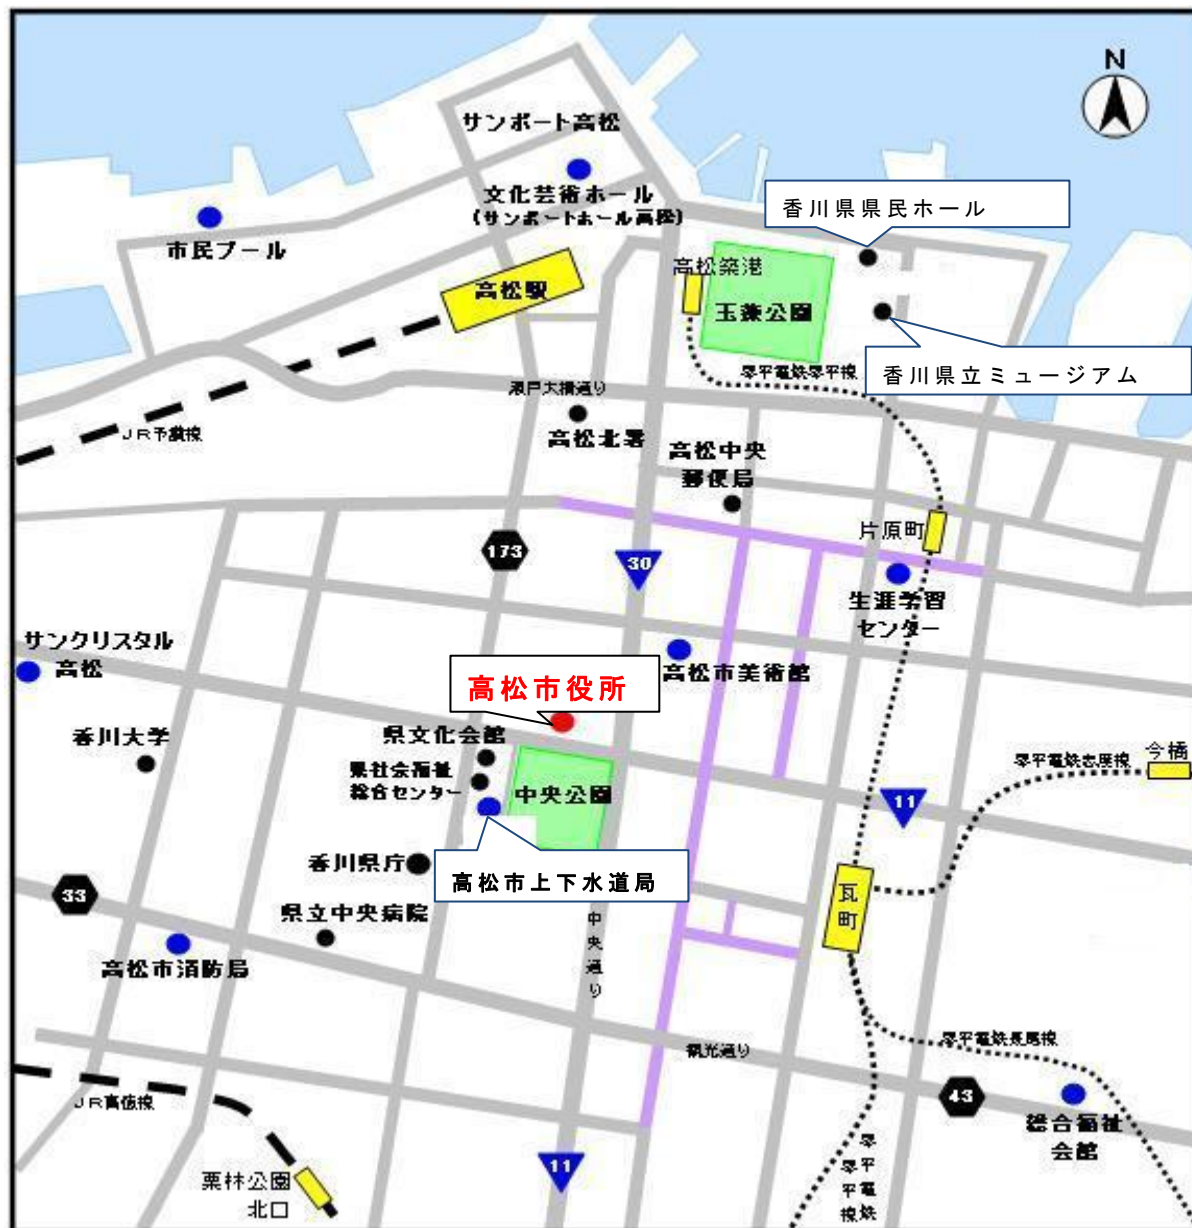 N
サンポート高松
文化芸術ホール
(サンポートホール高松)
香川県県民ホール
市民プール
高松築港
高松駅
玉藻公園
香川県立ミュージアム
琴平電鉄琴平線
瀬戸大橋通り
JR予讃線
高松北署
高松中央
郵便局
片原町
173
30
生涯学習
センター
サンクリスタル
高松
高松市美術館
高松市役所
香川大学
県文化会館
県社会福祉
総合センター
中央公園
琴平電鉄志度線
今橋
11
香川県庁
高松市上下水道局
瓦町
33
県立中央病院
中央通り
高松市消防局
観光通り
琴平電鉄長尾線
JR高徳線
43
総合福祉
会館
11
栗林公園
北口
琴平電鉄
琴平線